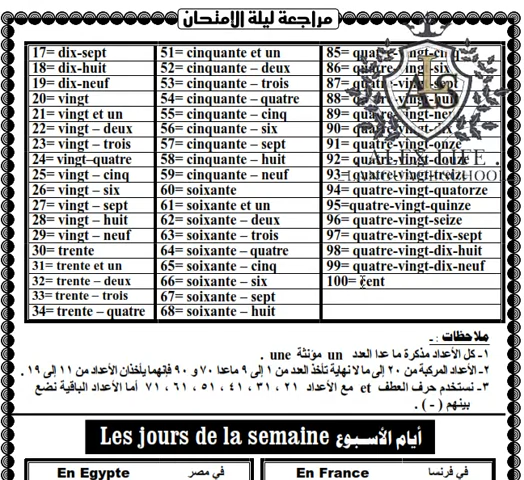 مراجعة ليلة الامتحان
17= dix-sept 51= cinquante et un 85= quatre-vingt-cinq
18= dix-huit 52= cinquante – deux 86= quatre-vingt-six
19= dix-neuf 53= cinquante – trois 87= quatre-vingt-sept
20= vingt 54= cinquante – quatre 88= quatre-vingt-huit
21= vingt et un 55= cinquante – cinq 89= quatre-vingt-neuf
22= vingt – deux 56= cinquante – six 90= quatre-vingt-dix
23= vingt – trois 57= cinquante – sept 91= quatre-vingt-onze
24= vingt–quatre 58= cinquante – huit 92= quatre-vingt-douze
25= vingt – cinq 59= cinquante – neuf 93= quatre-vingt-treize
26= vingt – six 60= soixante 94= quatre-vingt-quatorze
27= vingt – sept 61= soixante et un 95=quatre-vingt-quinze
28= vingt – huit 62= soixante – deux 96= quatre-vingt-seize
29= vingt – neuf 63= soixante – trois 97= quatre-vingt-dix-sept
30= trente 64= soixante – quatre 98= quatre-vingt-dix-huit
31= trente et un 65= soixante – cinq 99= quatre-vingt-dix-neuf
32= trente – deux 66= soixante – six 100= cent
33= trente – trois 67= soixante – sept
34= trente – quatre 68= soixante – huit
ملاحظات :-
١- كل الأعداد مذكرة ما عدا العدد un مؤنثة une .
٢- الأعداد المركبة من ٢٠ إلى ما لا نهاية تأخذ العدد من ١ إلى ٩ ماعدا ٧٠ و ٩٠ فإنهما يأخذان الأعداد من ١١ إلى ١٩ .
٣- نستخدم حرف العطف et مع الأعداد ٢١ ، ٣١ ، ٤١ ، ٥١ ، ٦١ ، ٧١ أما الأعداد الباقية نضع
بينهم ( - ) .
Les jours de la semaine أيام الأسبوع
En Egypte في مصر En France في فرنسا